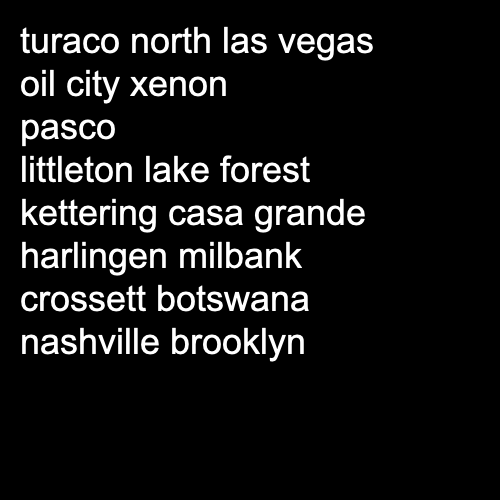 turaco north las vegas
oil city xenon
pasco
littleton lake forest
kettering casa grande
harlingen milbank
crossett botswana
nashville brooklyn